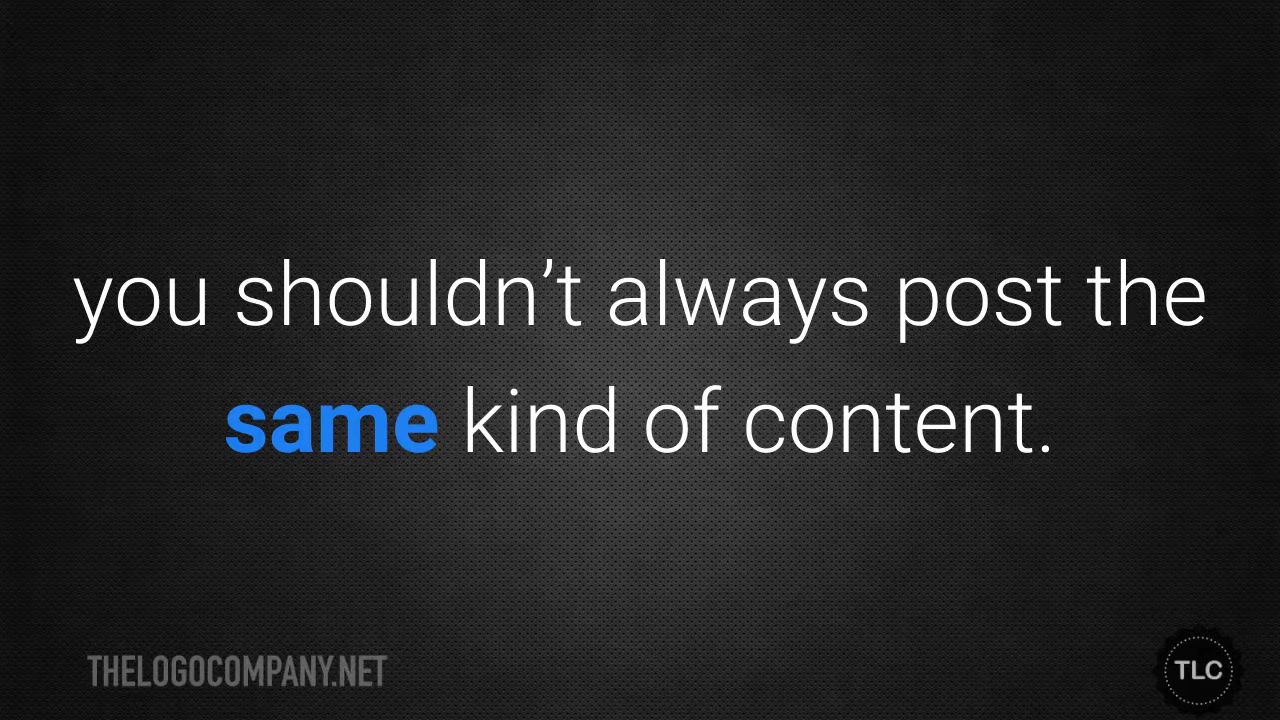 you shouldn’t always post the
same kind of content.
THELOGOCOMPANY.NET
TLC